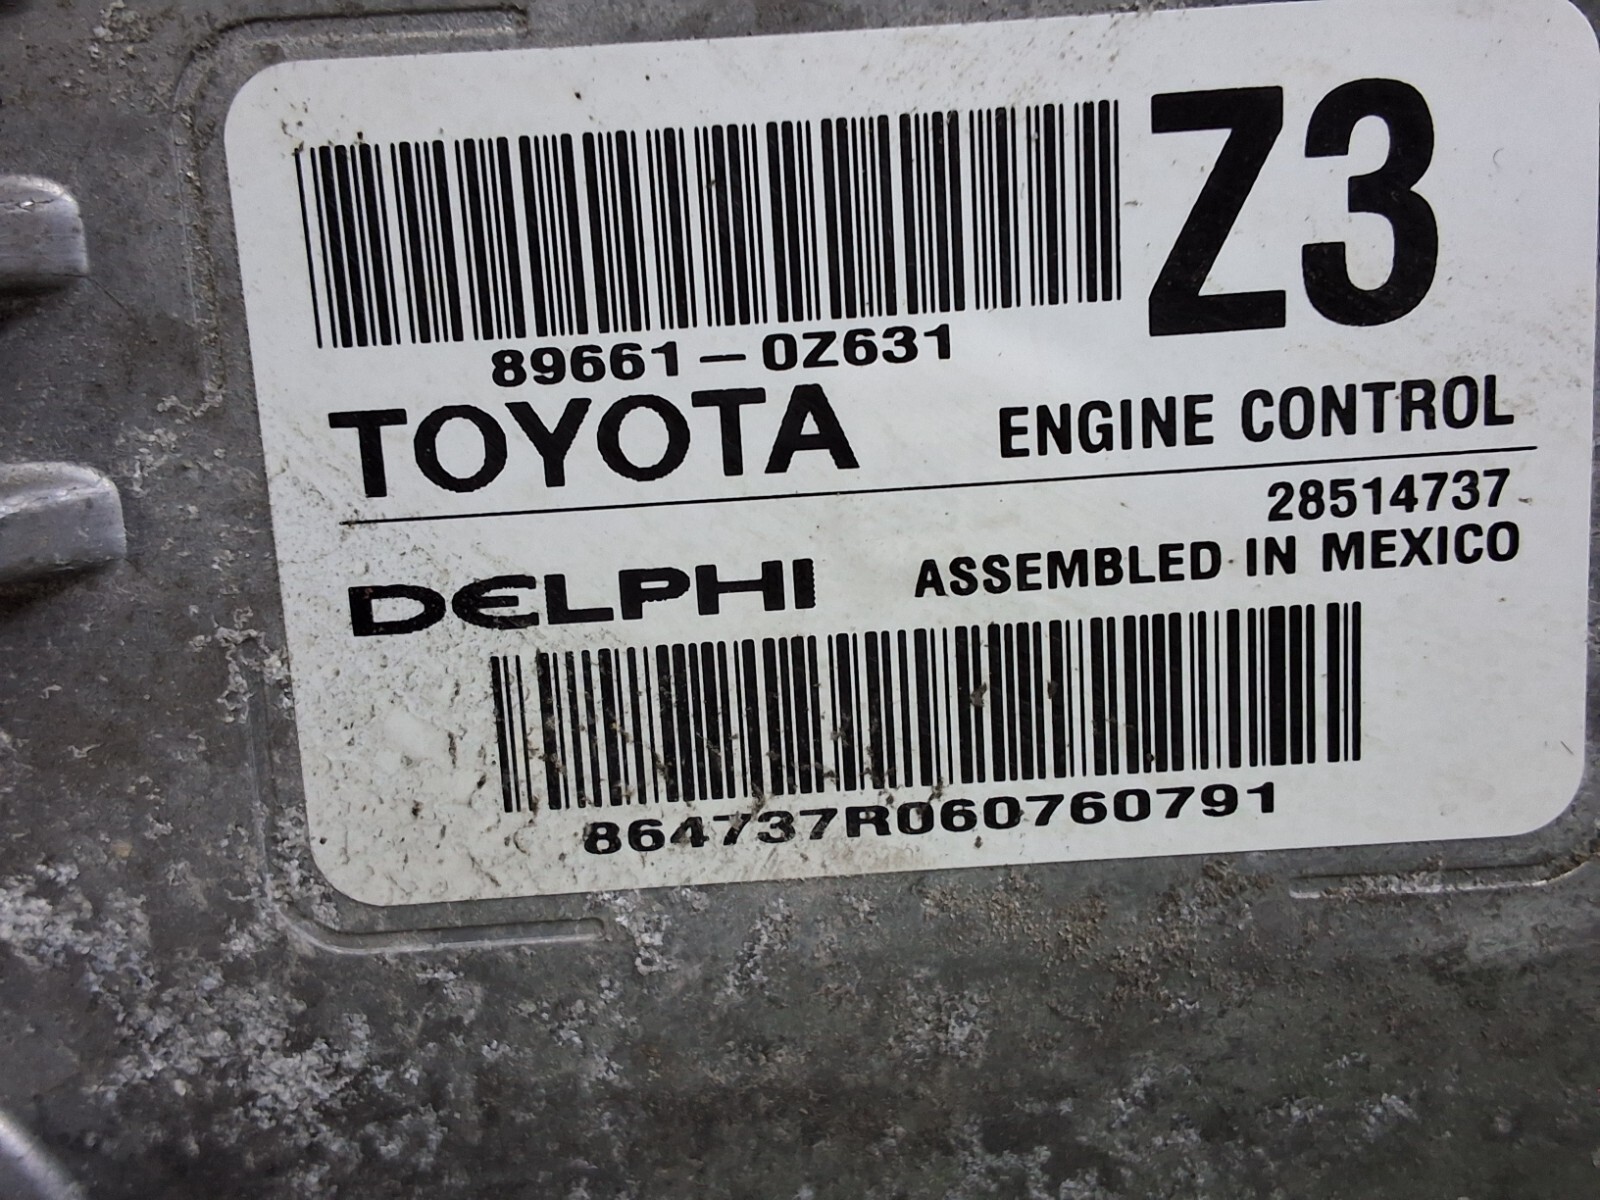 Z3
89661-0Z631
TOYOTA ENGINE CONTROL
28514737
DELPHI ASSEMBLED IN MEXICO
864737R060760791